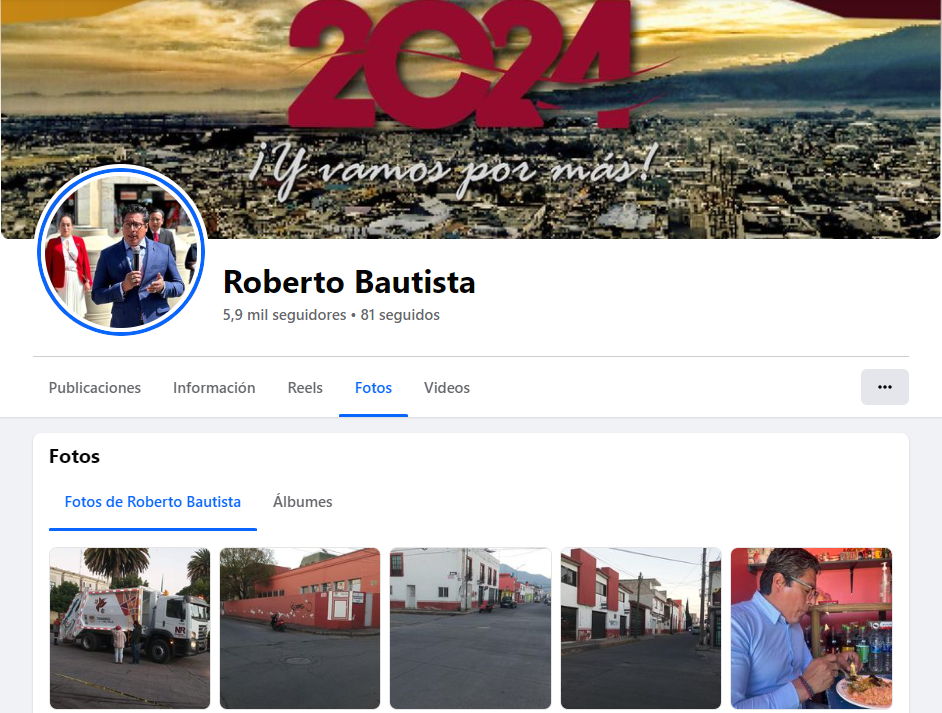 2024
¡Y vamos por más!
Roberto Bautista
5,9 mil seguidores • 81 seguidos
Publicaciones
Información
Reels
Fotos
Videos
Fotos
Fotos de Roberto Bautista
Álbumes
NR